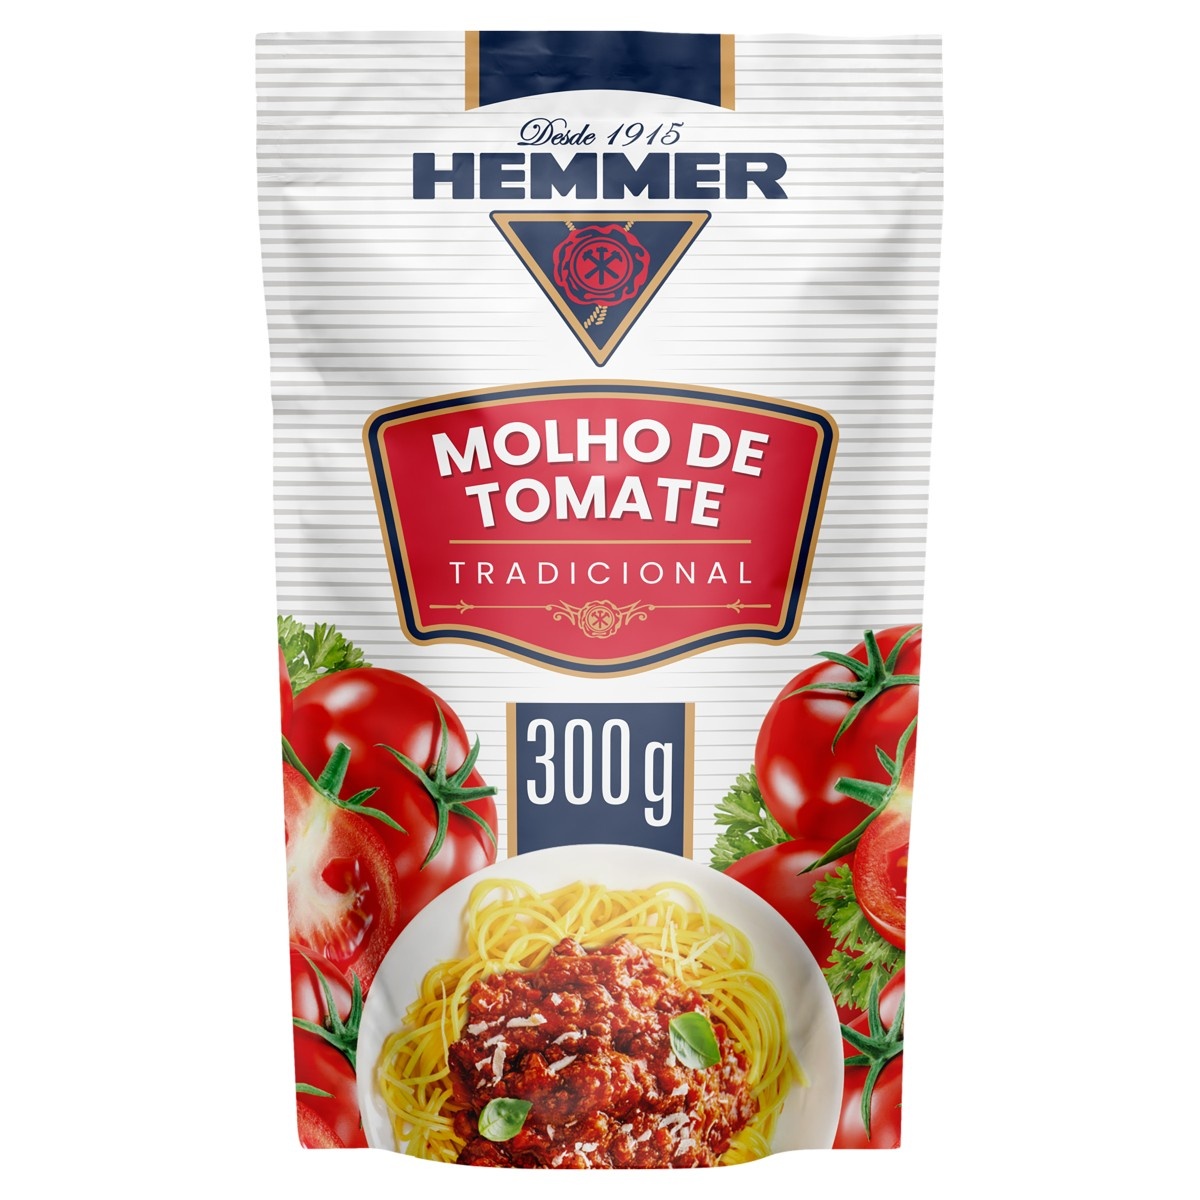 Desde 1915
HEMMER
MOLHO DE
TOMATE
TRADICIONAL
300g